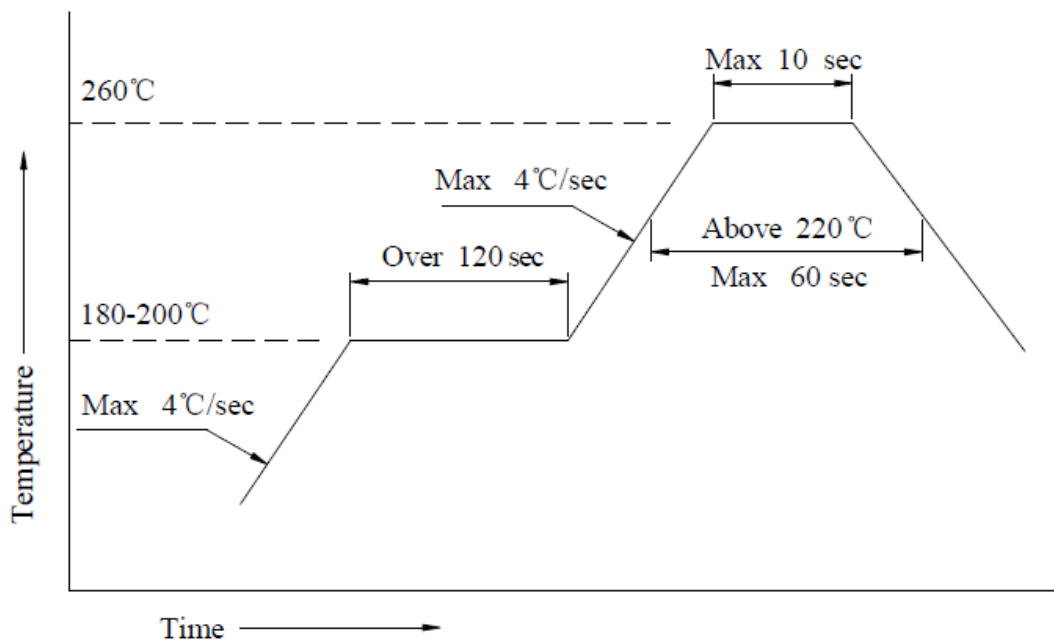 Max 10 sec
260℃
Max 4℃/sec
Above 220℃
Over 120 sec
Max 60 sec
180-200℃
Max 4℃/sec
Temperature
Time